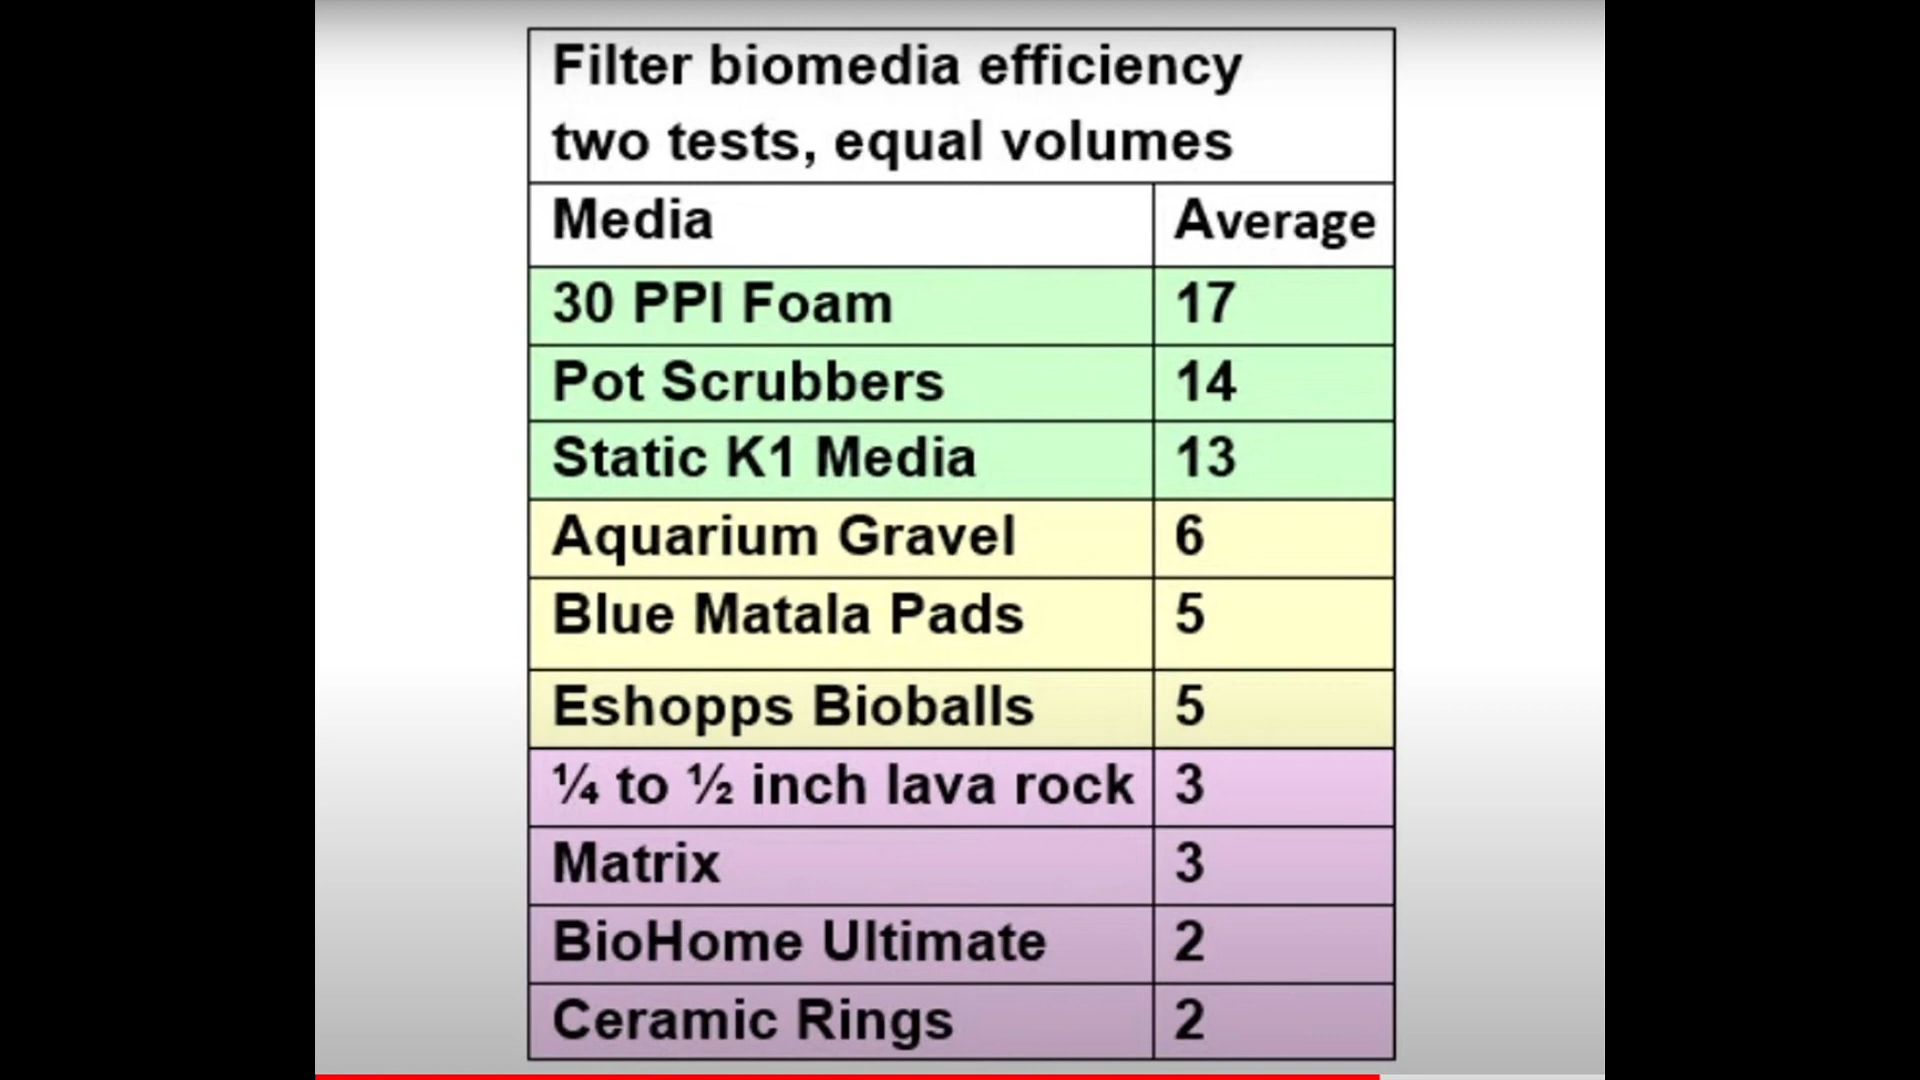 Filter biomedia efficiency
two tests, equal volumes
Media Average
30 PPI Foam 17
Pot Scrubbers 14
Static K1 Media 13
Aquarium Gravel 6
Blue Matala Pads 5
Eshopps Bioballs 5
¼ to ½ inch lava rock 3
Matrix 3
BioHome Ultimate 2
Ceramic Rings 2